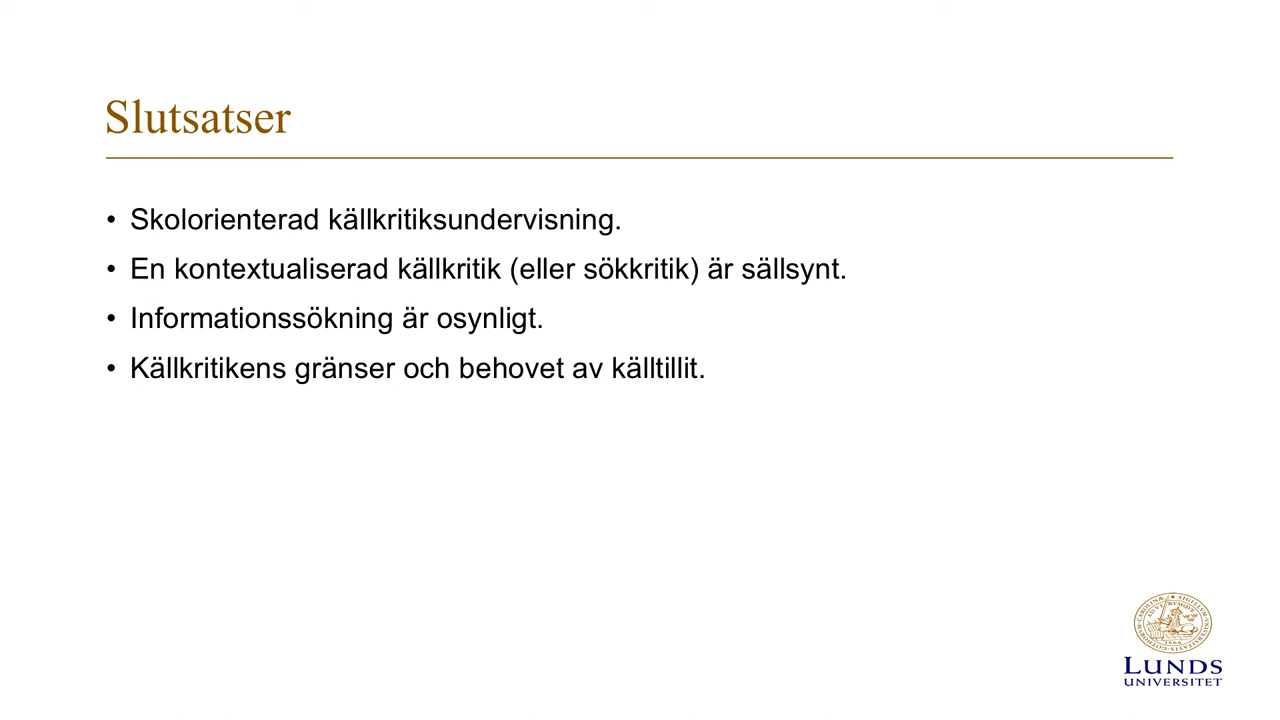 Slutsatser
• Skolorienterad källkritiksundervisning.
• En kontextualiserad källkritik (eller sökkritik) är sällsynt.
• Informationssökning är osynligt.
• Källkritikens gränser och behovet av källtillit.
LUNDS
UNIVERSITET